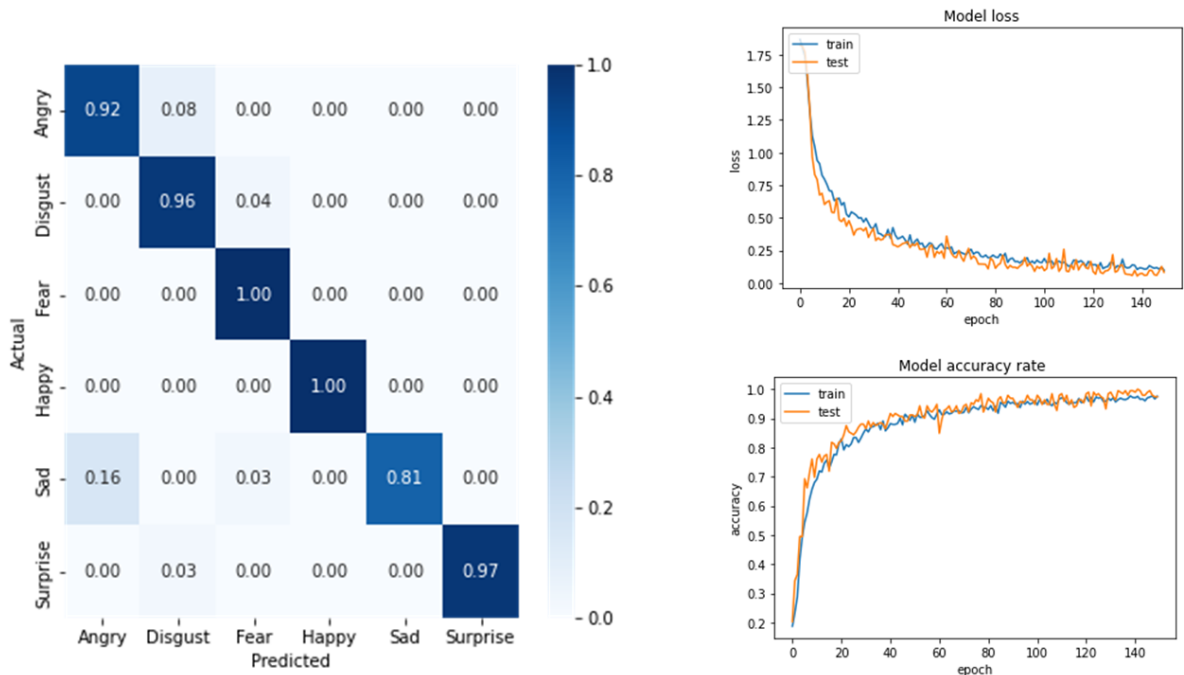 Actual
Angry 0.92 0.08 0.00 0.00 0.00 0.00
Disgust 0.00 0.96 0.04 0.00 0.00 0.00
Fear 0.00 0.00 1.00 0.00 0.00 0.00
Happy 0.00 0.00 0.00 1.00 0.00 0.00
Sad 0.16 0.00 0.03 0.00 0.81 0.00
Surprise 0.00 0.03 0.00 0.00 0.00 0.97
Angry Disgust Fear Happy Sad Surprise
Predicted
1.0
0.8
0.6
0.4
0.2
0.0
Model loss
train
test
loss
1.75
1.50
1.25
1.00
0.75
0.50
0.25
0.00
0 20 40 60 80 100 120 140
epoch
Model accuracy rate
train
test
accuracy
1.0
0.9
0.8
0.7
0.6
0.5
0.4
0.3
0.2
0 20 40 60 80 100 120 140
epoch